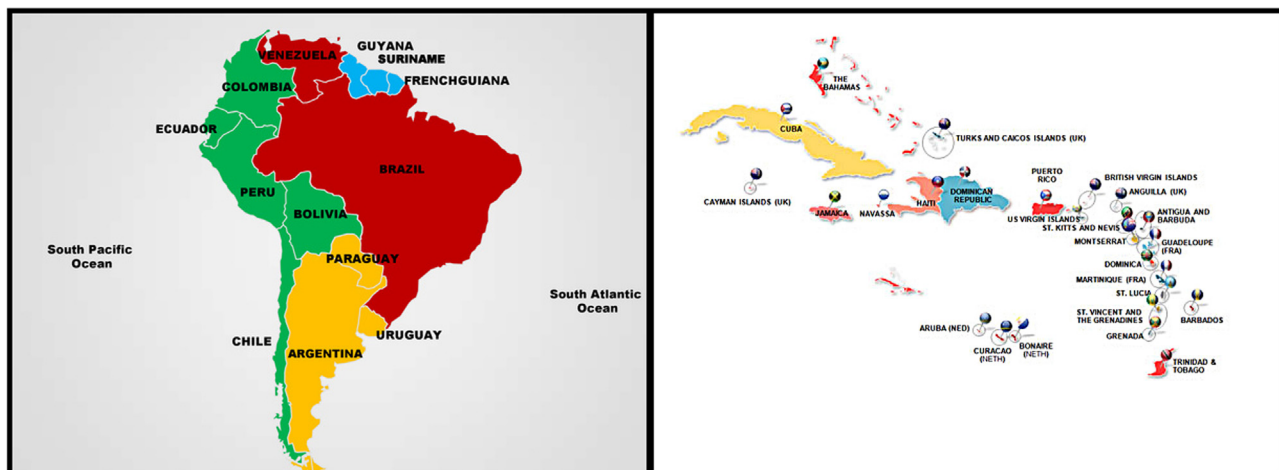 GUYANA
SURINAME
VENEZUELA
FRENCHGUIANA
COLOMBIA
ECUADOR
BRAZIL
PERU
BOLIVIA
South Pacific
Ocean
PARAGUAY
South Atlantic
Ocean
URUGUAY
CHILE
ARGENTINA
THE
BAHAMAS
CUBA
TURKS AND CAICOS ISLANDS (UK)
CAYMAN ISLANDS (UK)
JAMAICA
NAVASSA
HAITI
DOMINICAN
REPUBLIC
PUERTO
RICO
BRITISH VIRGIN ISLANDS
ANGUILLA (UK)
US VIRGIN ISLANDS
ST. KITTS AND NEVIS
ANTIGUA AND
BARBUDA
MONTSERRAT
GUADELOUPE
(FRA)
DOMINICA
MARTINIQUE (FRA)
ST. LUCIA
ST. VINCENT AND
THE GRENADINES
BARBADOS
GRENADA
ARUBA (NED)
CURACAO
(NETH)
BONAIRE
(NETH)
TRINIDAD &
TOBAGO